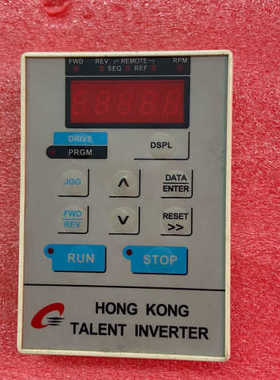 FWD REV REMOTE RPM
SEQ REF
DRIVE
PRGM
DSPL
JOG
DATA
ENTER
FWD
REV
RESET
>>
RUN
STOP
HONG KONG
TALENT INVERTER